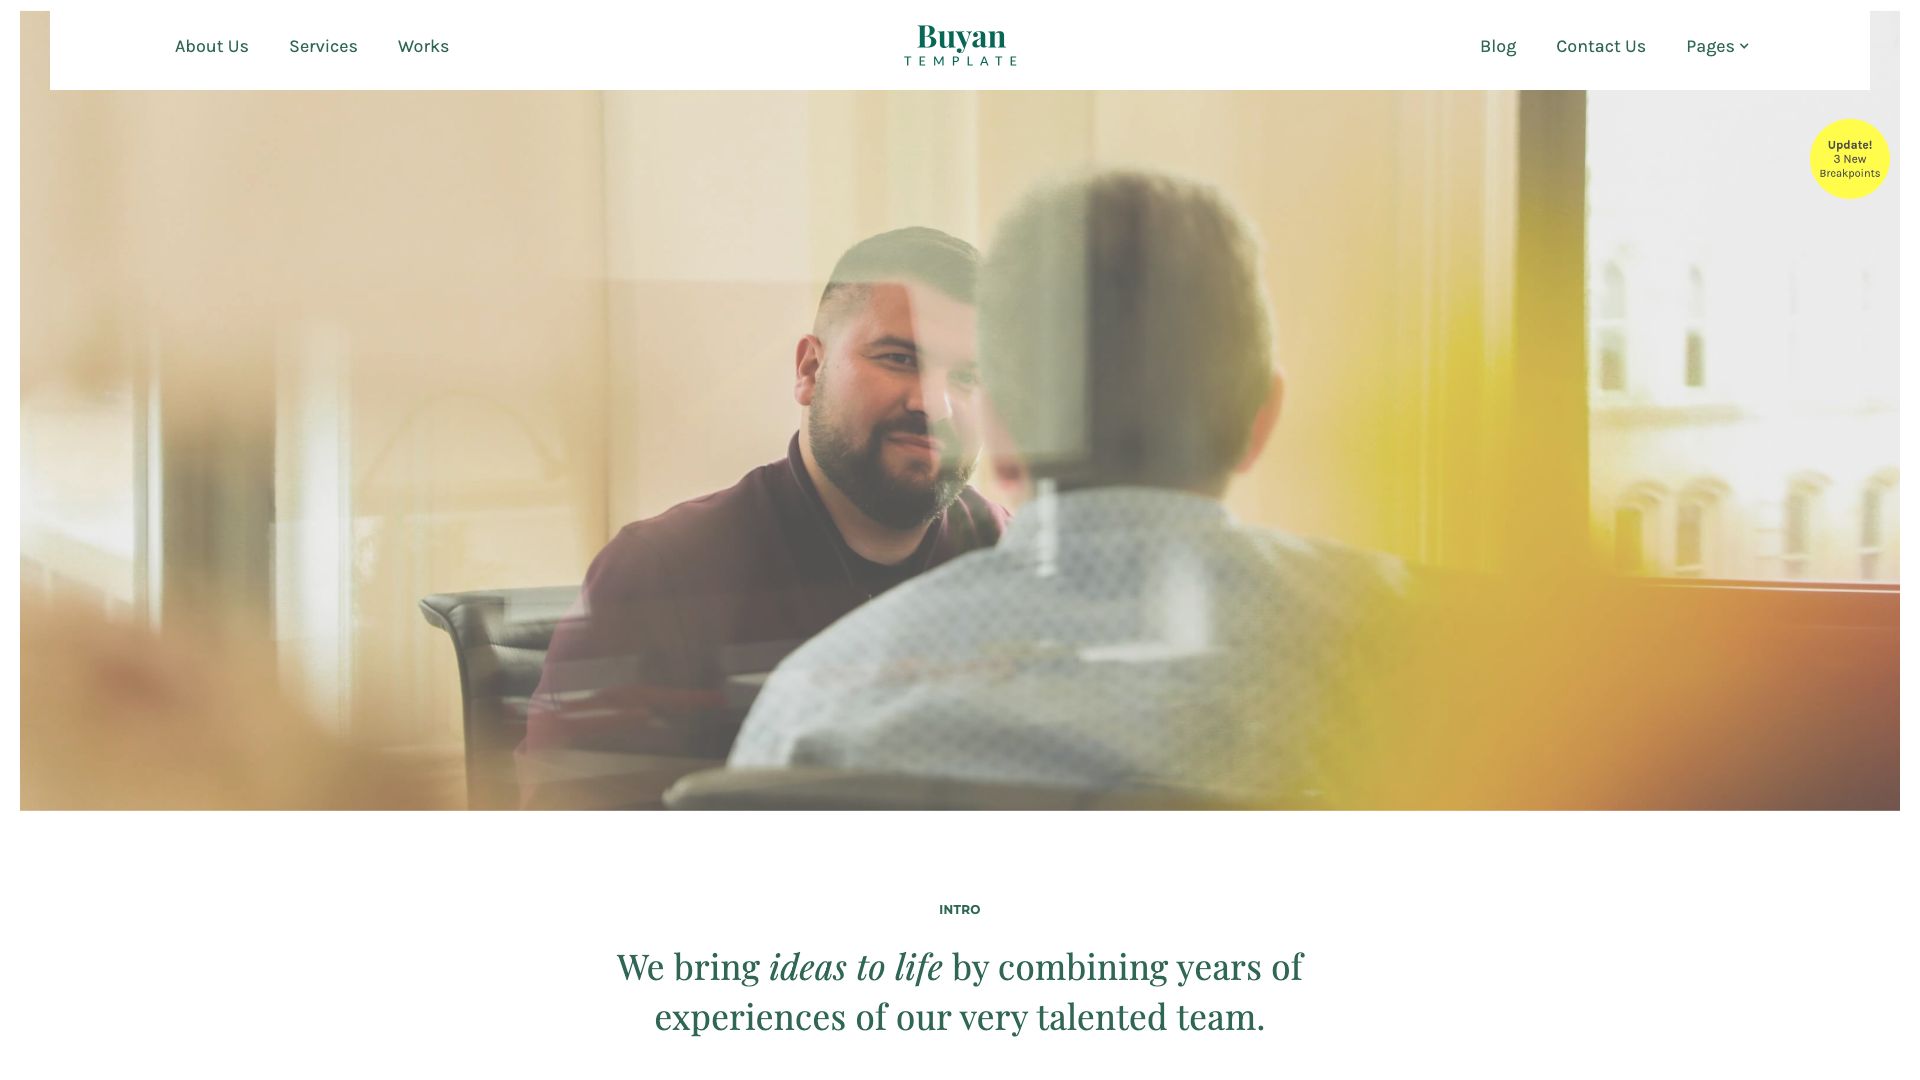 About Us
Services
Works
Buyan
TEMPLATE
Blog
Contact Us
Pages
Update!
3 New
Breakpoints
INTRO
We bring ideas to life by combining years of
experiences of our very talented team.